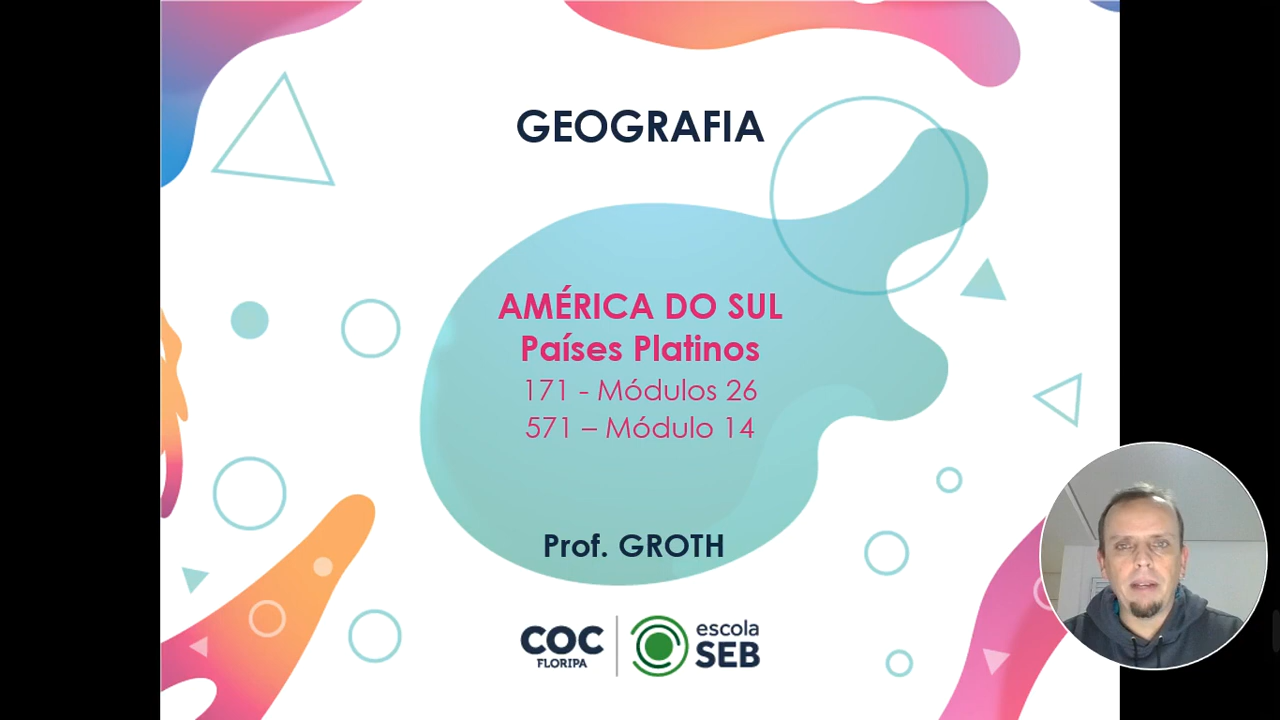 GEOGRAFIA
AMÉRICA DO SUL
Países Platinos
171 - Módulos 26
571 – Módulo 14
Prof. GROTH
COC
FLORIPA
escola
SEB